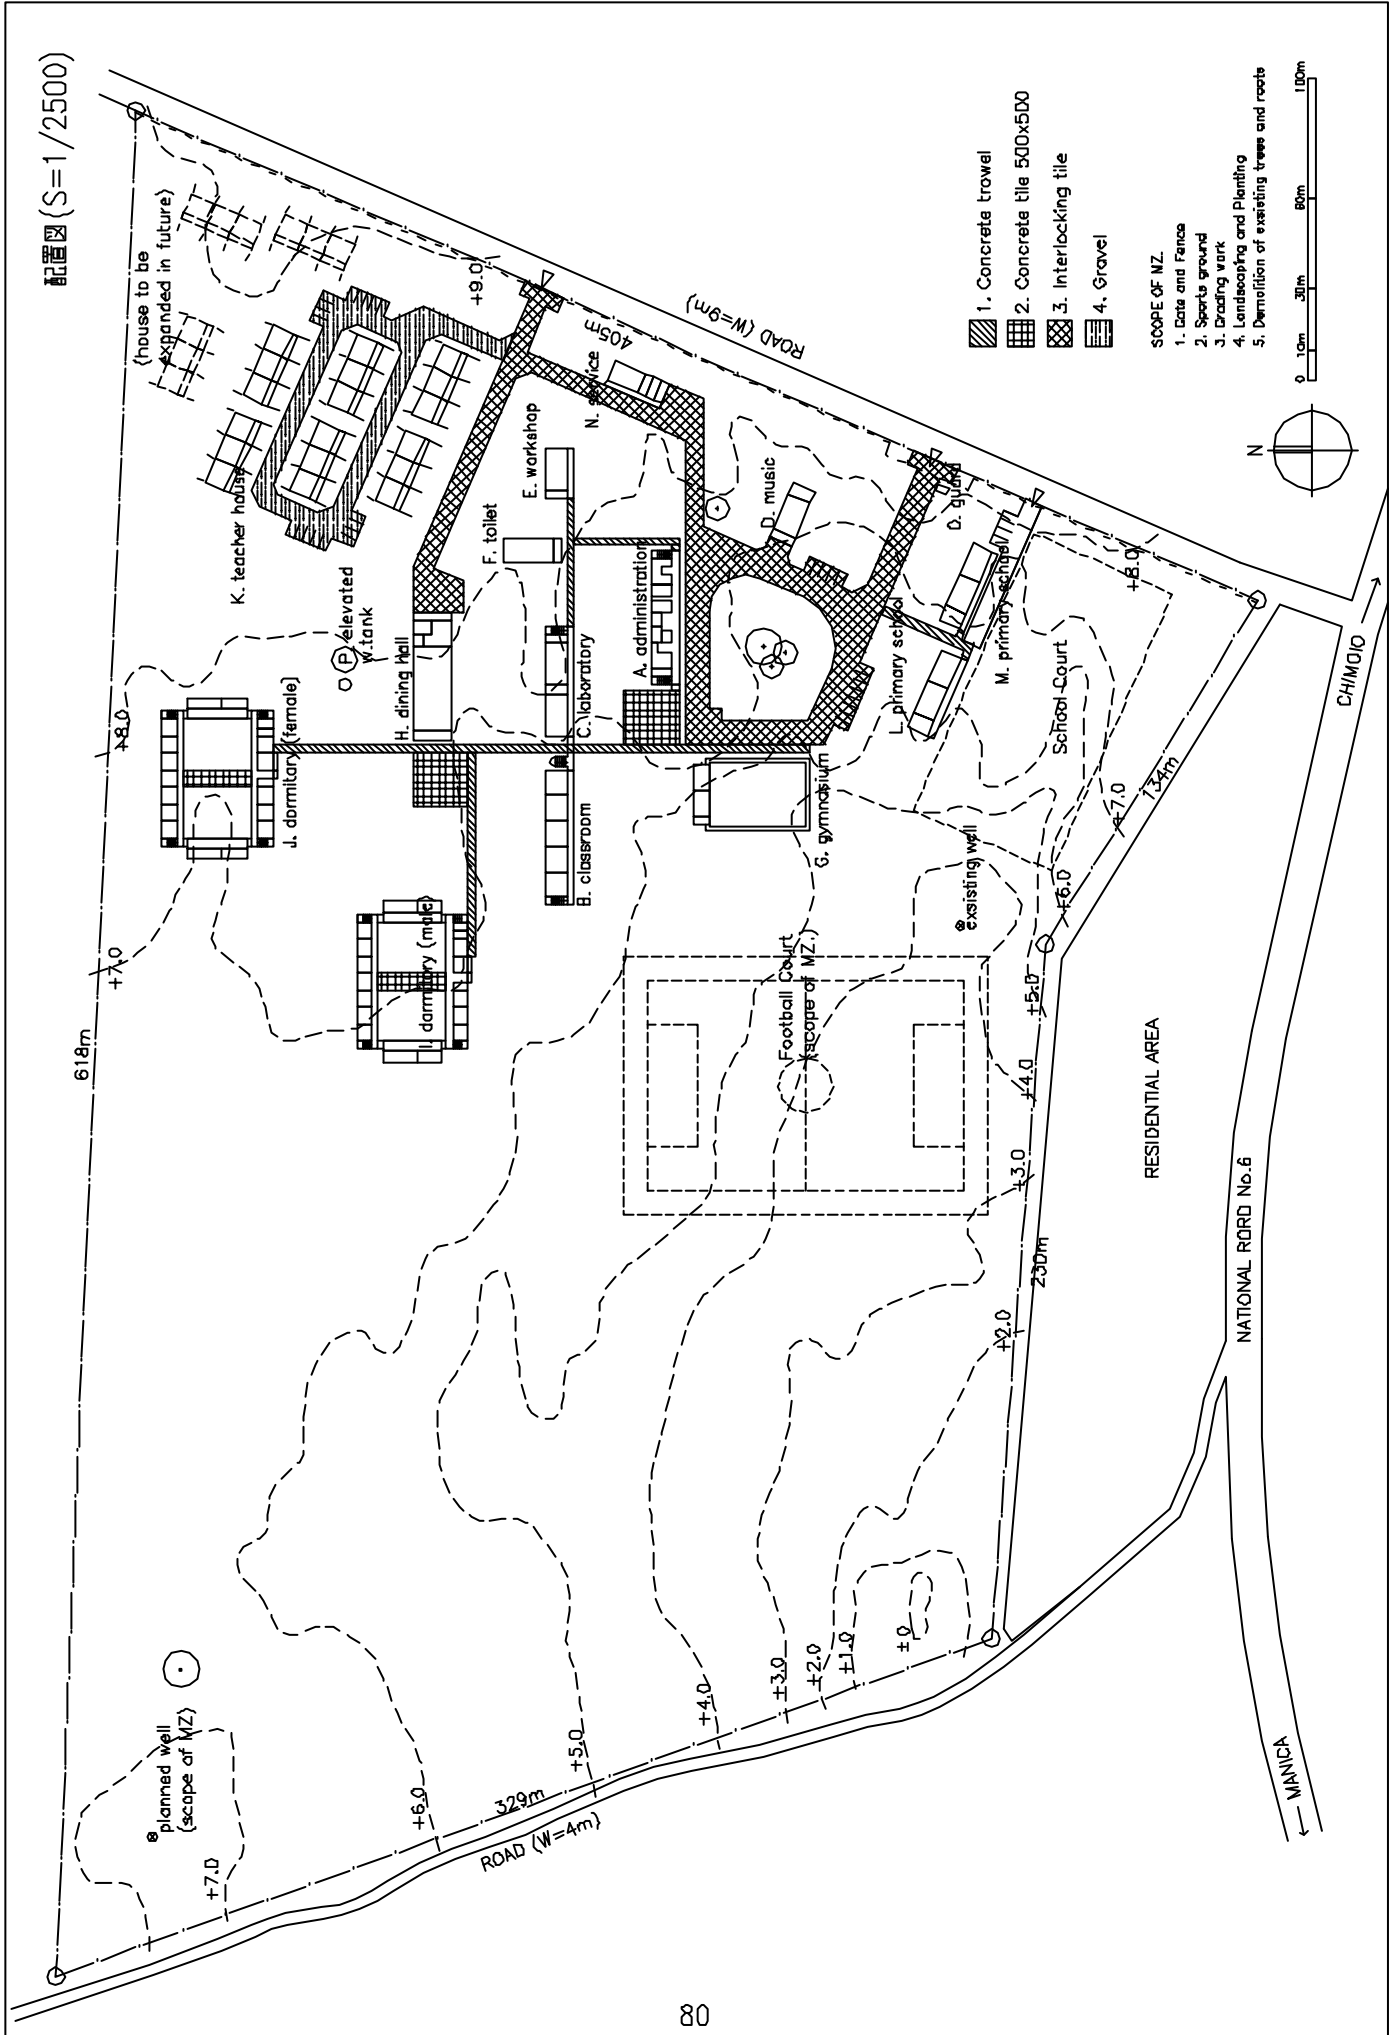 配置図(S=1/2500)
(house to be
expanded in future)
+9.0
405m
ROAD (W=9m)
N. service
K. teacher house
E. workshop
F. toilet
D. music
elevated
w.tank
P
H. dining hall
C. laboratory
A. administration
O. guard
M. primary school
L. primary school
School Court
+8.0
+8.0
J. dormitary (female)
I. darmitory (male)
B. classroom
G. gymnasium
exsisting well
Football Court
(scope of MZ.)
+7.0
618m
+7.0
134m
+6.0
+5.0
+4.0
+3.0
230m
+2.0
RESIDENTIAL AREA
NATIONAL RORD No.6
CHIMOIO
MANICA
planned well
(scope of MZ)
+7.0
+6.0
329m
ROAD (W=4m)
+5.0
+4.0
+3.0
+2.0
+1.0
±0
1. Concrete trowel
2. Concrete tile 500x500
3. Interlocking tile
4. Gravel
SCOPE OF MZ.
1. Gate and Fence
2. Sports ground
3. Grading work
4. Landscaping and Planting
5. Demolition of exsisting trees and roots
0 10m 30m 60m 100m
N
80